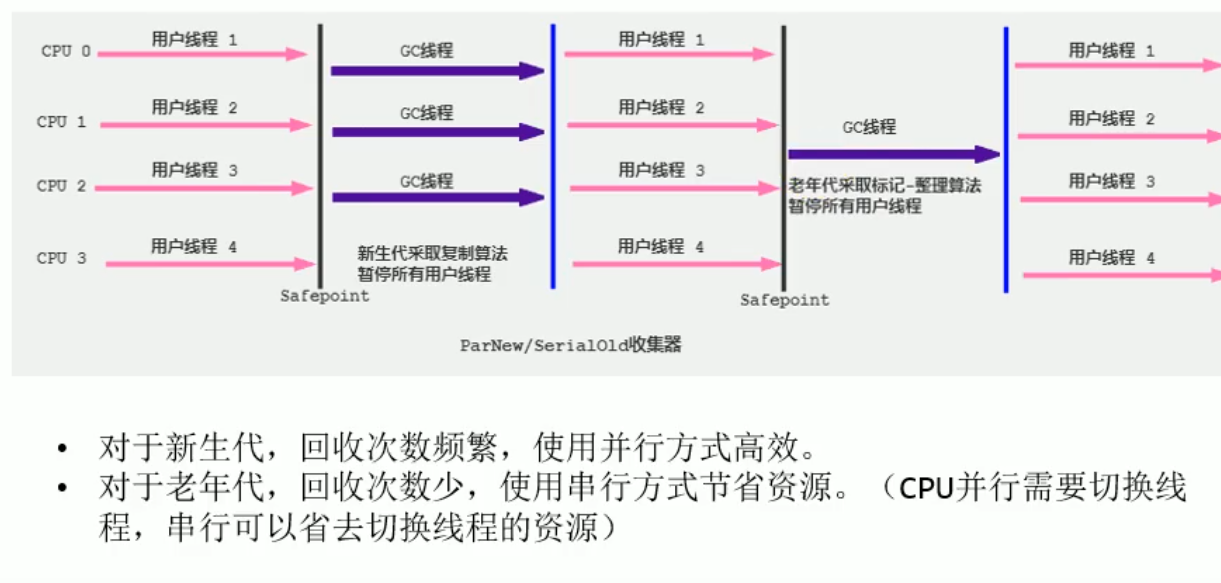 CPU 0
用户线程 1
GC线程
用户线程 1
用户线程 1
CPU 1
用户线程 2
GC线程
用户线程 2
GC线程
用户线程 2
CPU 2
用户线程 3
GC线程
用户线程 3
老年代采取标记-整理算法
暂停所有用户线程
用户线程 3
CPU 3
用户线程 4
新生代采取复制算法
暂停所有用户线程
用户线程 4
用户线程 4
Safepoint
Safepoint
ParNew/SerialOld收集器
• 对于新生代，回收次数频繁，使用并行方式高效。
• 对于老年代，回收次数少，使用串行方式节省资源。（CPU并行需要切换线
程，串行可以省去切换线程的资源）